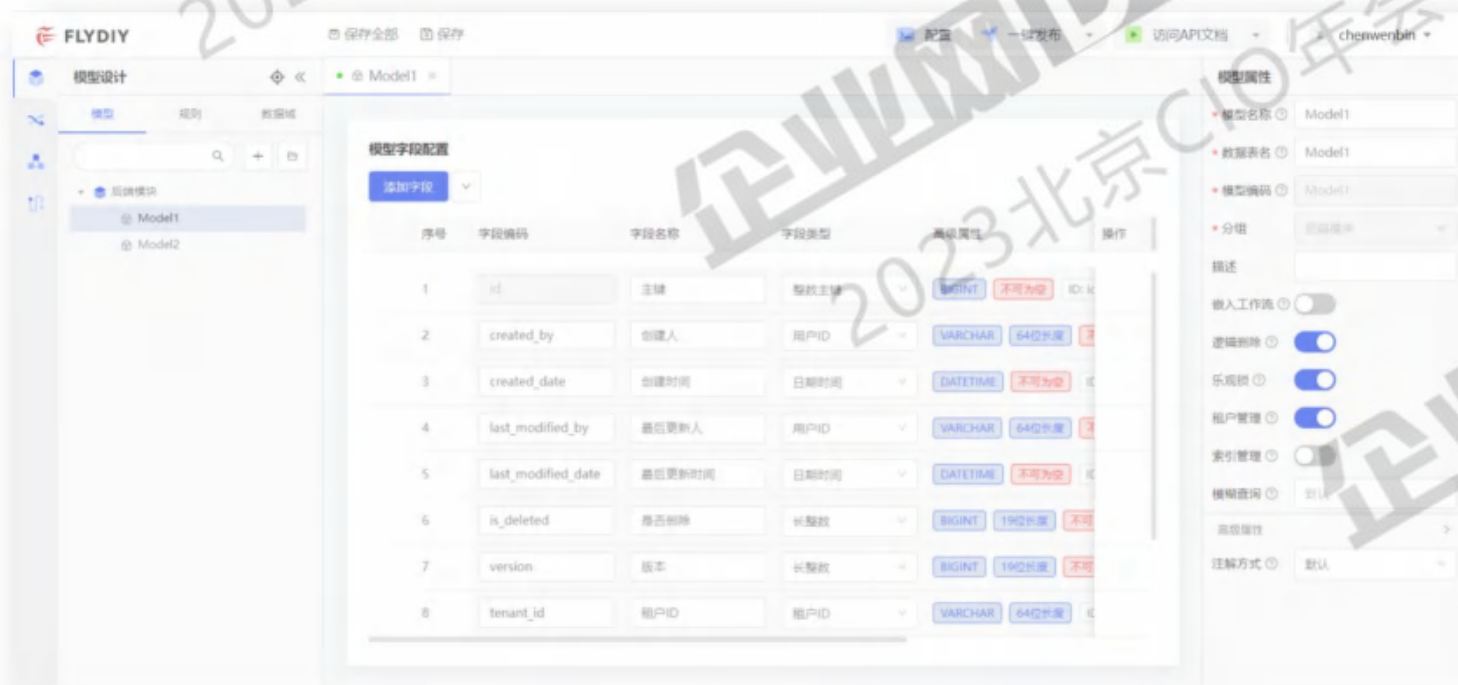 FLYDIY 保存全部 保存 配置 一键发布 访问API文档 chenwenbin
模型设计 Model1 模型属性
模型 规则 数据域
模型名称 Model1
模型字段配置
数据表名 Model1
添加字段
后端模块
模型编码 Model1
Model1
Model2
分组 后端模块
序号 字段编码 字段名称 字段类型 高级属性 操作
描述
1 id 主键 整数主键 BIGINT 不可为空
嵌入工作流
2 created_by 创建人 用户ID VARCHAR 64位长度
逻辑删除
3 created_date 创建时间 日期时间 DATETIME 不可为空
乐观锁
4 last_modified_by 最后更新人 用户ID VARCHAR 64位长度
租户管理
5 last_modified_date 最后更新时间 日期时间 DATETIME 不可为空
索引管理
模糊查询 默认
6 is_deleted 是否删除 长整数 BIGINT 19位长度 不可
高级属性
7 version 版本 长整数 BIGINT 19位长度 不可
注解方式 默认
8 tenant_id 租户ID 租户ID VARCHAR 64位长度
企业网
2023北京CIO年会
企业
202